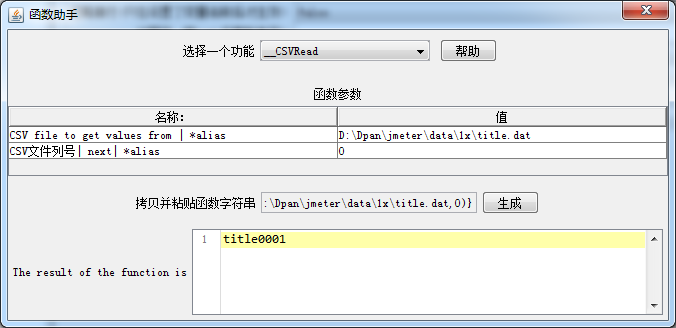 函数助手
选择一个功能 __CSVRead 帮助
函数参数
名称: 值
CSV file to get values from | *alias D:\Dpan\jmeter\data\lx\title.dat
CSV文件列号| next| *alias 0
拷贝并粘贴函数字符串 :\Dpan\jmeter\data\lx\title.dat,0)} 生成
1 title0001
The result of the function is